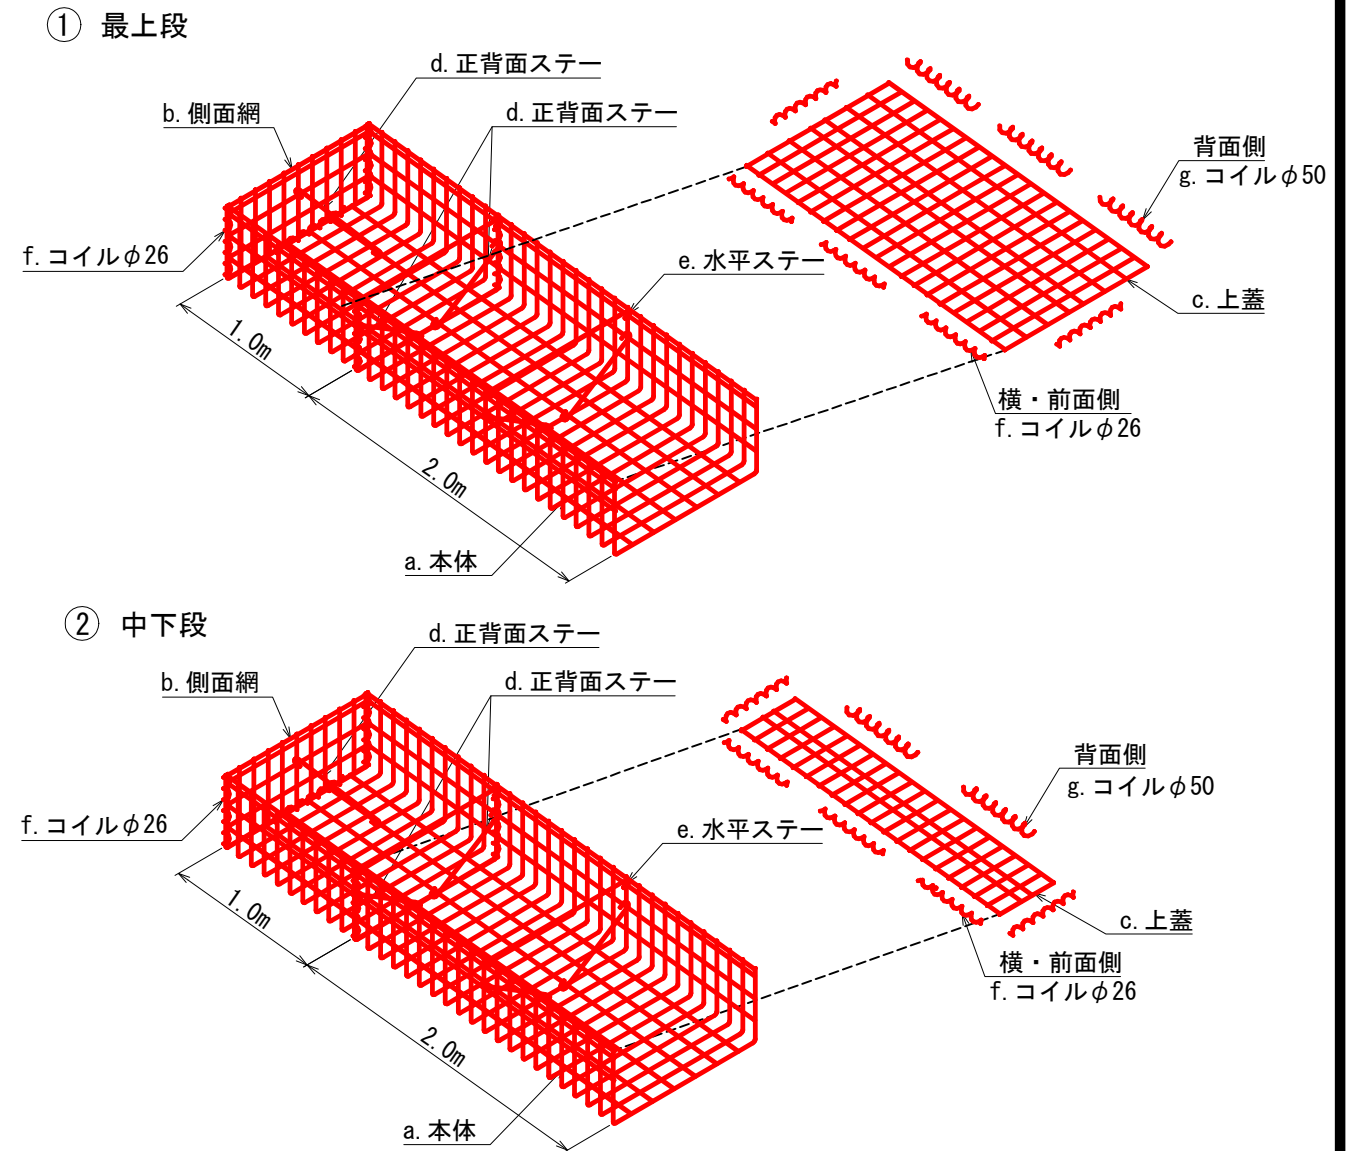 ① 最上段
d.正背面ステー
b.側面網
d.正背面ステー
背面側
g.コイルφ50
f.コイルφ26
e.水平ステー
c.上蓋
1.0m
横・前面側
f.コイルφ26
2.0m
a.本体
② 中下段
d.正背面ステー
b.側面網
d.正背面ステー
背面側
g.コイルφ50
f.コイルφ26
e.水平ステー
c.上蓋
1.0m
横・前面側
f.コイルφ26
2.0m
a.本体